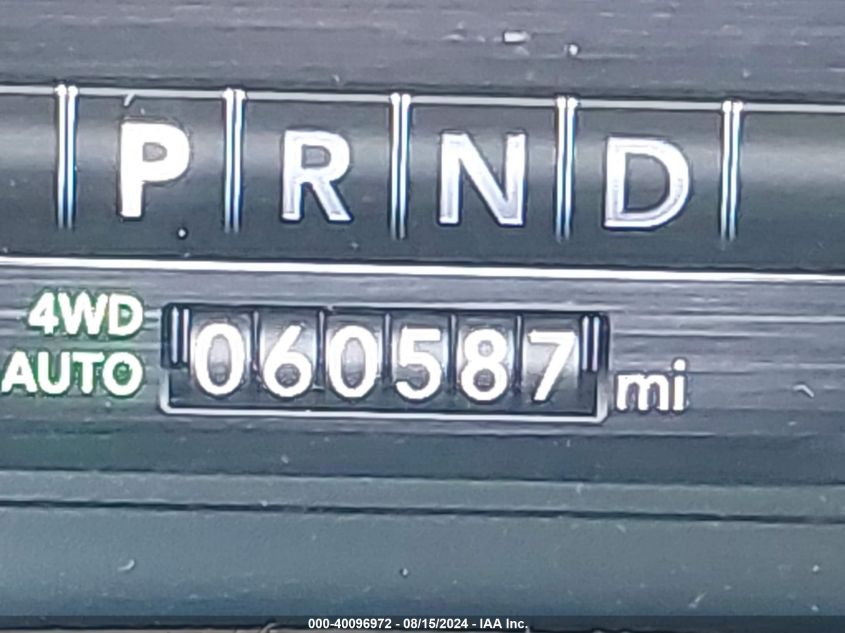 P R N D
4WD
AUTO
060587 mi
000-40096972 - 08/15/2024 - IAA Inc.